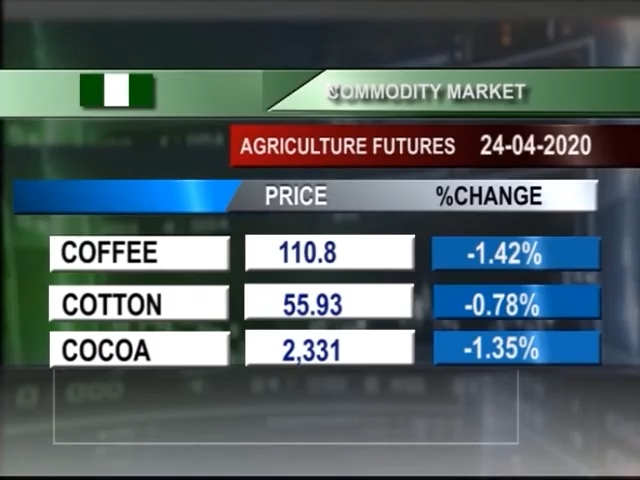 COMMODITY MARKET
AGRICULTURE FUTURES 24-04-2020
PRICE %CHANGE
COFFEE 110.8 -1.42%
COTTON 55.93 -0.78%
COCOA 2,331 -1.35%